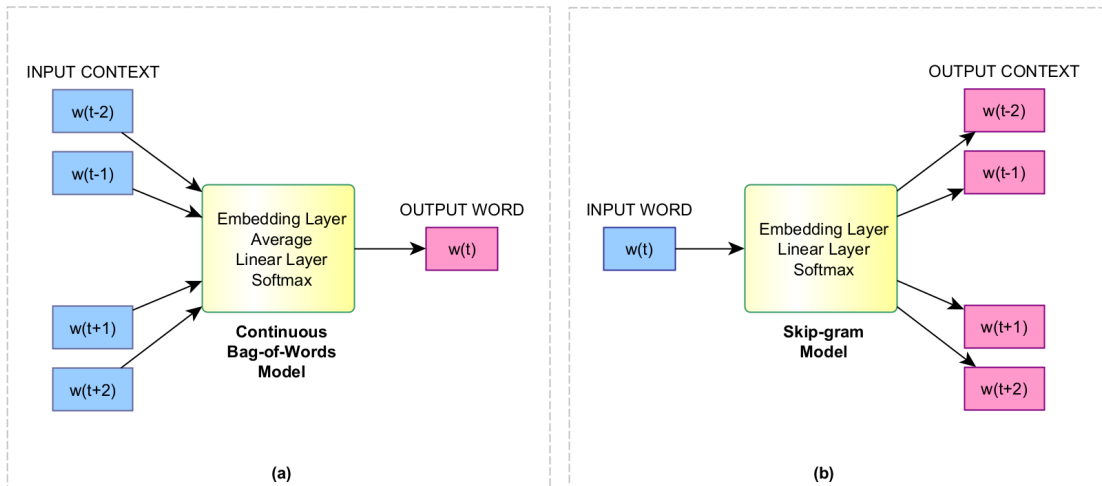 INPUT CONTEXT
w(t-2)
w(t-1)
w(t+1)
w(t+2)
Embedding Layer
Average
Linear Layer
Softmax
Continuous
Bag-of-Words
Model
OUTPUT WORD
w(t)
(a)
INPUT WORD
w(t)
Embedding Layer
Linear Layer
Softmax
Skip-gram
Model
OUTPUT CONTEXT
w(t-2)
w(t-1)
w(t+1)
w(t+2)
(b)